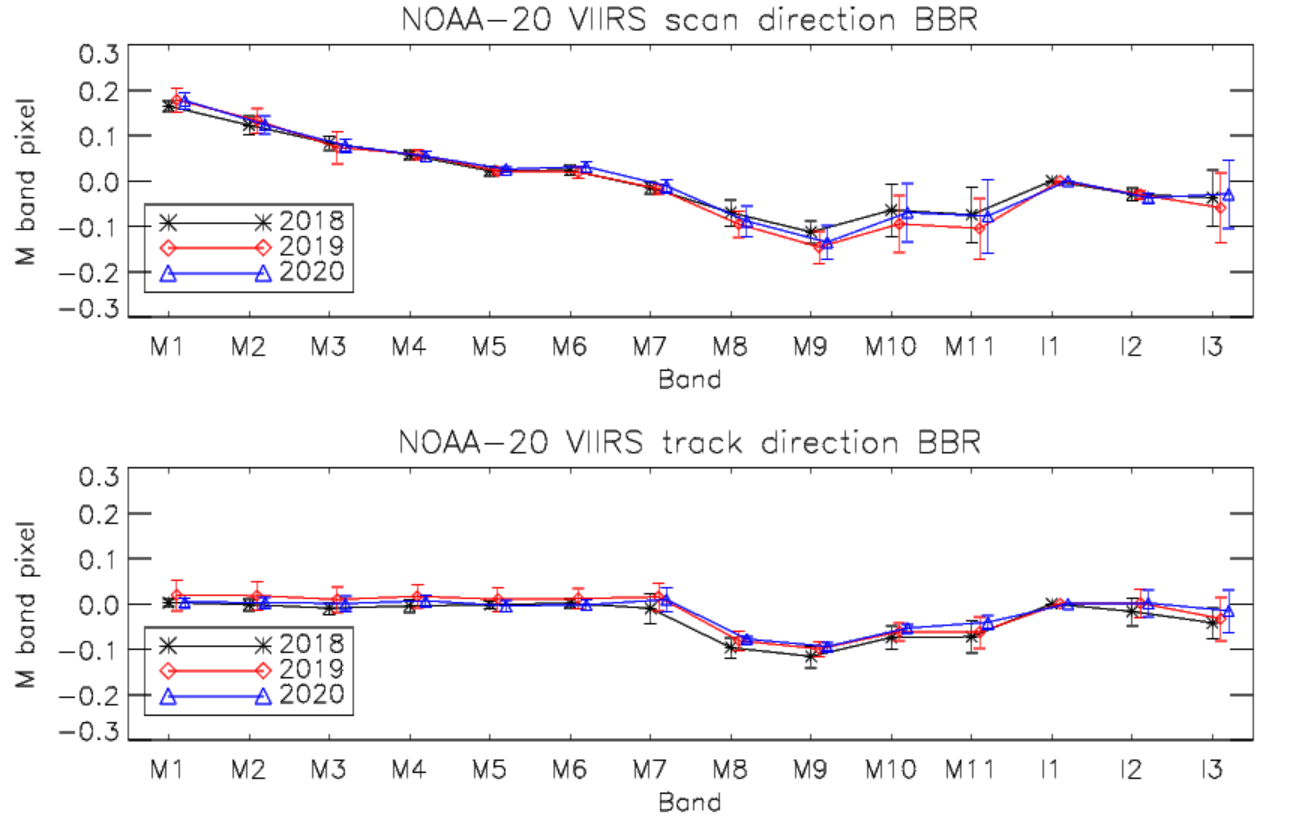 NOAA−20 VIIRS scan direction BBR
0.3
0.2
0.1
0.0
−0.1
−0.2
−0.3
M band pixel
2018
2019
2020
M1 M2 M3 M4 M5 M6 M7 M8 M9 M10 M11 I1 I2 I3
Band
NOAA−20 VIIRS track direction BBR
0.3
0.2
0.1
0.0
−0.1
−0.2
−0.3
M band pixel
2018
2019
2020
M1 M2 M3 M4 M5 M6 M7 M8 M9 M10 M11 I1 I2 I3
Band